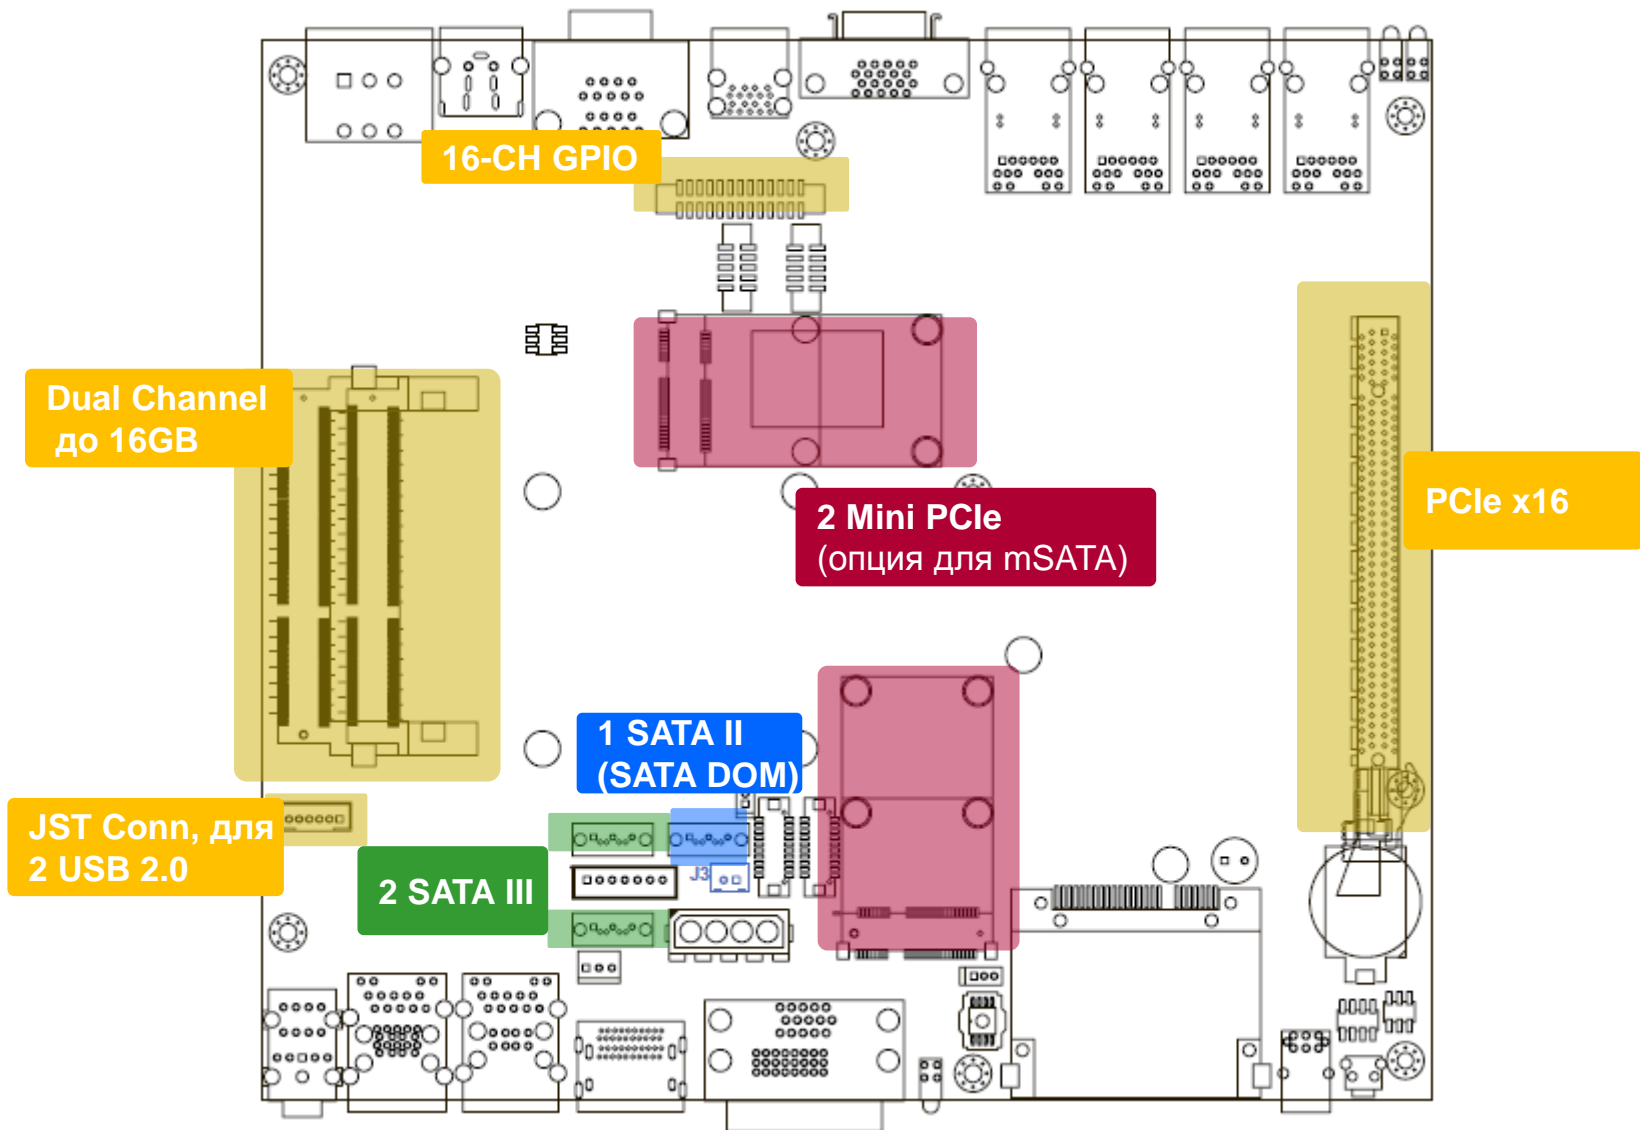 16-CH GPIO
Dual Channel
до 16GB
2 Mini PCIe
(опция для mSATA)
PCIe x16
1 SATA II
(SATA DOM)
JST Conn, для
2 USB 2.0
J3
2 SATA III